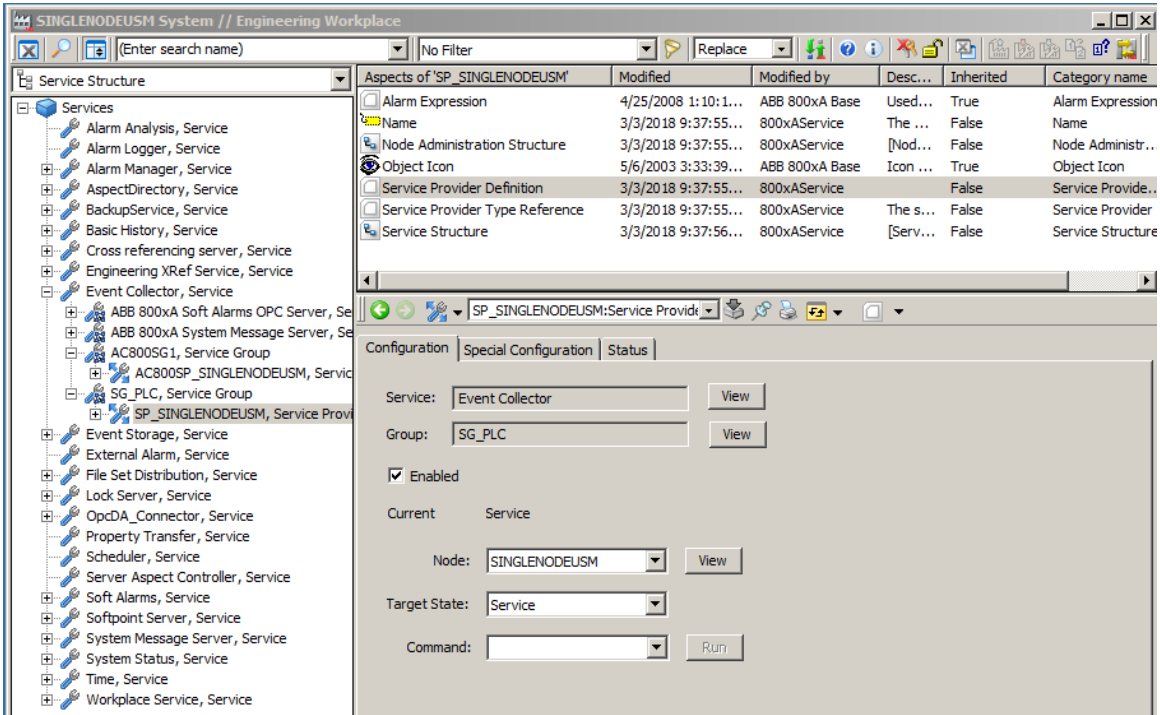 SINGLENODEUSM System // Engineering Workplace
(Enter search name)
No Filter
Replace
Service Structure
Services
Alarm Analysis, Service
Alarm Logger, Service
Alarm Manager, Service
AspectDirectory, Service
BackupService, Service
Basic History, Service
Cross referencing server, Service
Engineering XRef Service, Service
Event Collector, Service
ABB 800xA Soft Alarms OPC Server, Se
ABB 800xA System Message Server, Se
AC800SG1, Service Group
AC800SP_SINGLENODEUSM, Servic
SG_PLC, Service Group
SP_SINGLENODEUSM, Service Provi
Event Storage, Service
External Alarm, Service
File Set Distribution, Service
Lock Server, Service
OpcDA_Connector, Service
Property Transfer, Service
Scheduler, Service
Server Aspect Controller, Service
Soft Alarms, Service
Softpoint Server, Service
System Message Server, Service
System Status, Service
Time, Service
Workplace Service, Service
Aspects of 'SP_SINGLENODEUSM' Modified Modified by Desc... Inherited Category name
Alarm Expression 4/25/2008 1:10:1... ABB 800xA Base Used... True Alarm Expression
Name 3/3/2018 9:37:55... 800xAService The ... False Name
Node Administration Structure 3/3/2018 9:37:55... 800xAService [Nod... False Node Administr...
Object Icon 5/6/2003 3:33:39... ABB 800xA Base Icon ... True Object Icon
Service Provider Definition 3/3/2018 9:37:55... 800xAService False Service Provide..
Service Provider Type Reference 3/3/2018 9:37:55... 800xAService The s... False Service Provider
Service Structure 3/3/2018 9:37:56... 800xAService [Serv... False Service Structure
SP_SINGLENODEUSM:Service Provide
Configuration Special Configuration Status
Service: Event Collector View
Group: SG_PLC View
Enabled
Current Service
Node: SINGLENODEUSM View
Target State: Service
Command: Run